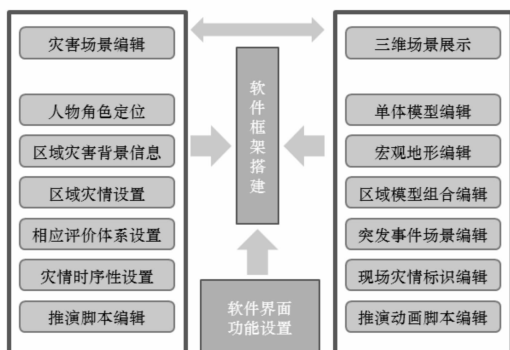 灾害场景编辑
人物角色定位
区域灾害背景信息
区域灾情设置
相应评价体系设置
灾情时序性设置
推演脚本编辑
软件框架搭建
软件界面
功能设置
三维场景展示
单体模型编辑
宏观地形编辑
区域模型组合编辑
突发事件场景编辑
现场灾情标识编辑
推演动画脚本编辑